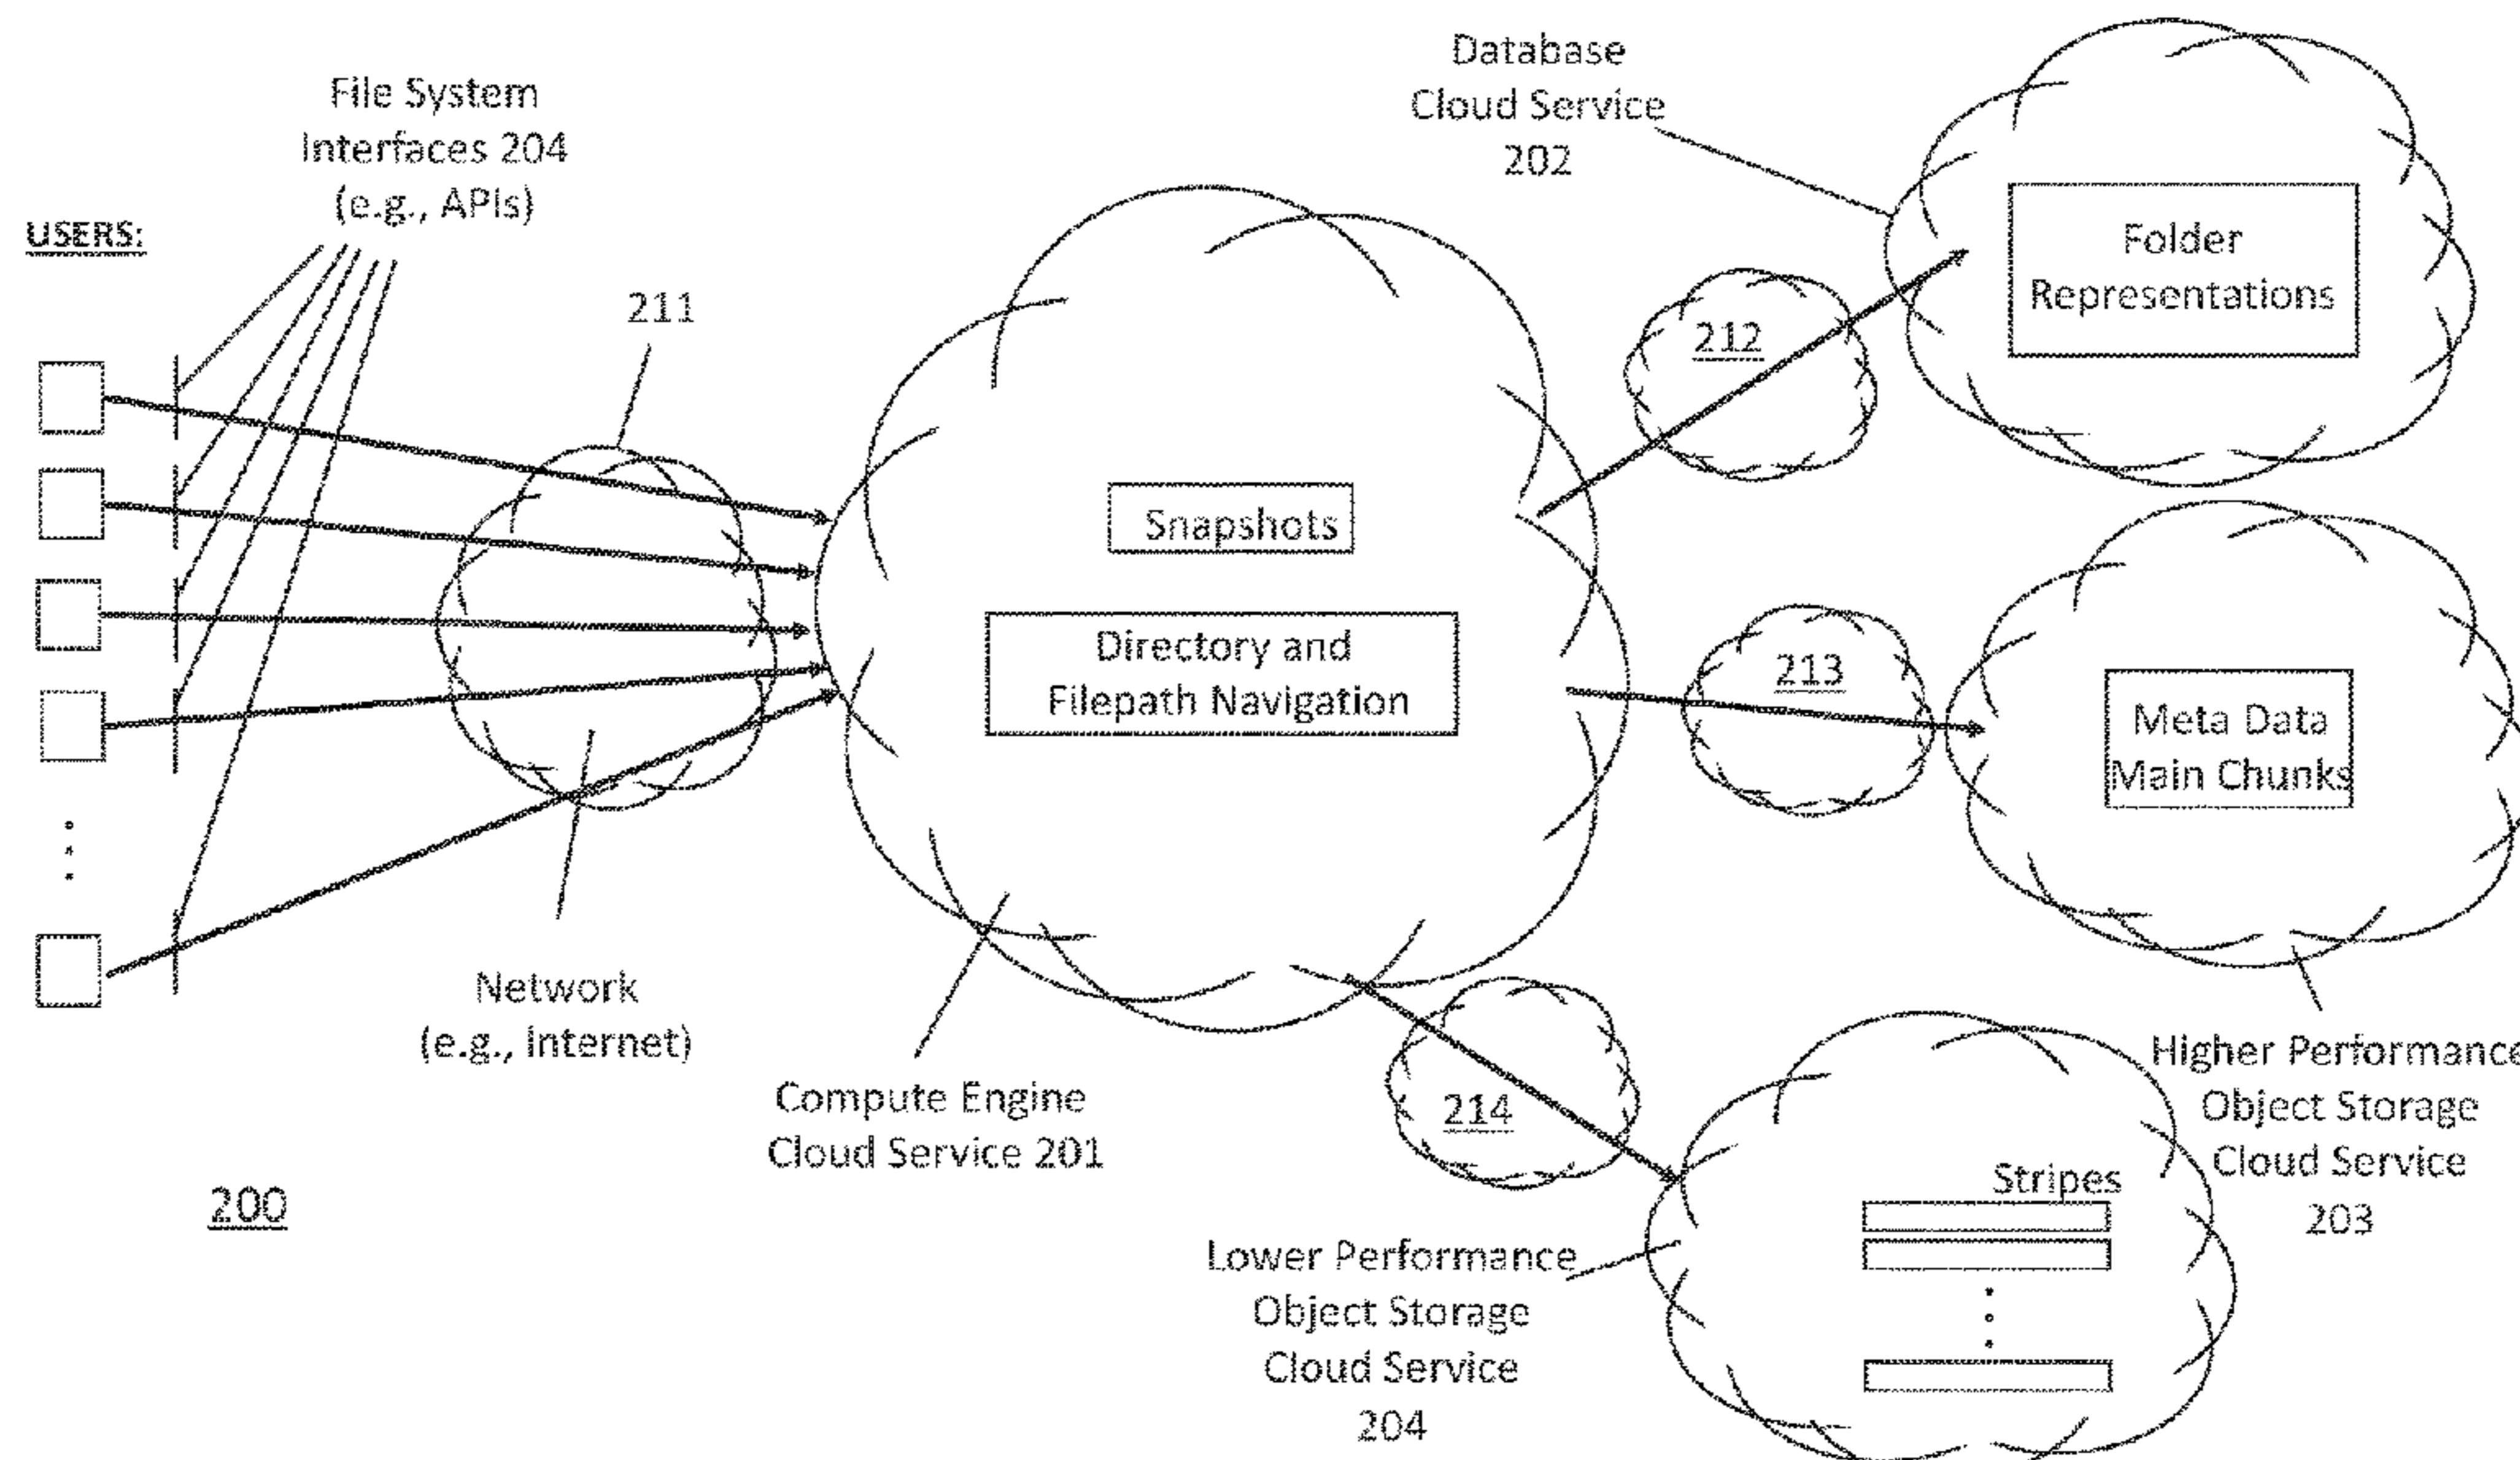 File System
Interfaces 204
(e.g., APIs)
USERS:
211
Database
Cloud Service
202
Folder
Representations
212
Snapshots
Directory and
Filepath Navigation
213
Meta Data
Main Chunks
Network
(e.g., Internet)
Compute Engine
Cloud Service 201
214
Higher Performance
Object Storage
Cloud Service
203
200
Stripes
Lower Performance
Object Storage
Cloud Service
204